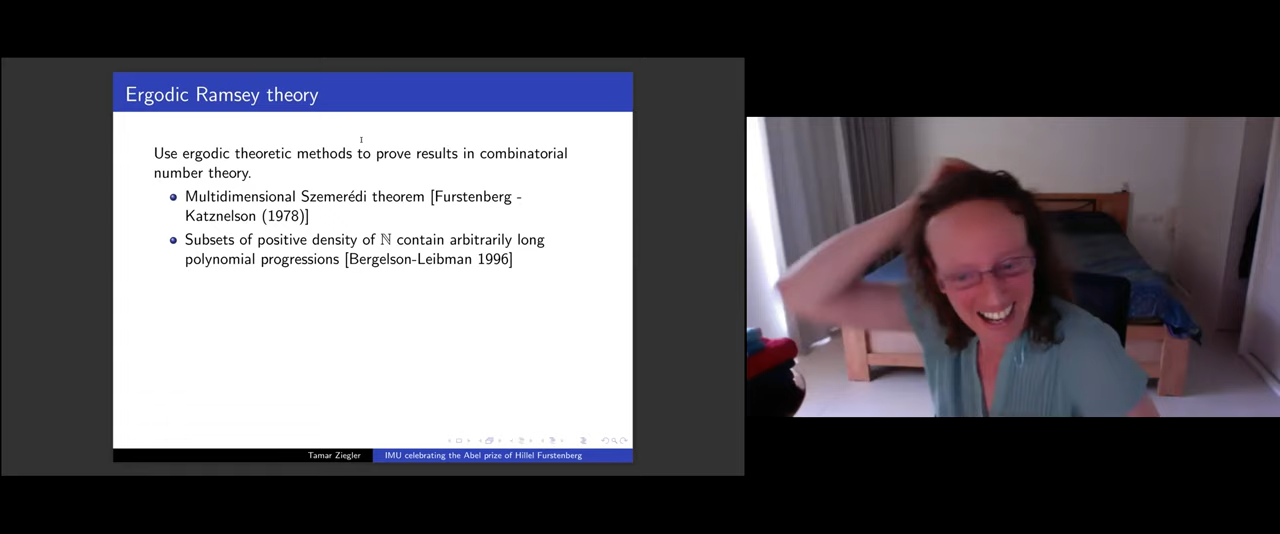 Ergodic Ramsey theory
Use ergodic theoretic methods to prove results in combinatorial
number theory.
Multidimensional Szemerédi theorem [Furstenberg -
Katznelson (1978)]
Subsets of positive density of ℕ contain arbitrarily long
polynomial progressions [Bergelson-Leibman 1996]
Tamar Ziegler
IMU celebrating the Abel prize of Hillel Furstenberg